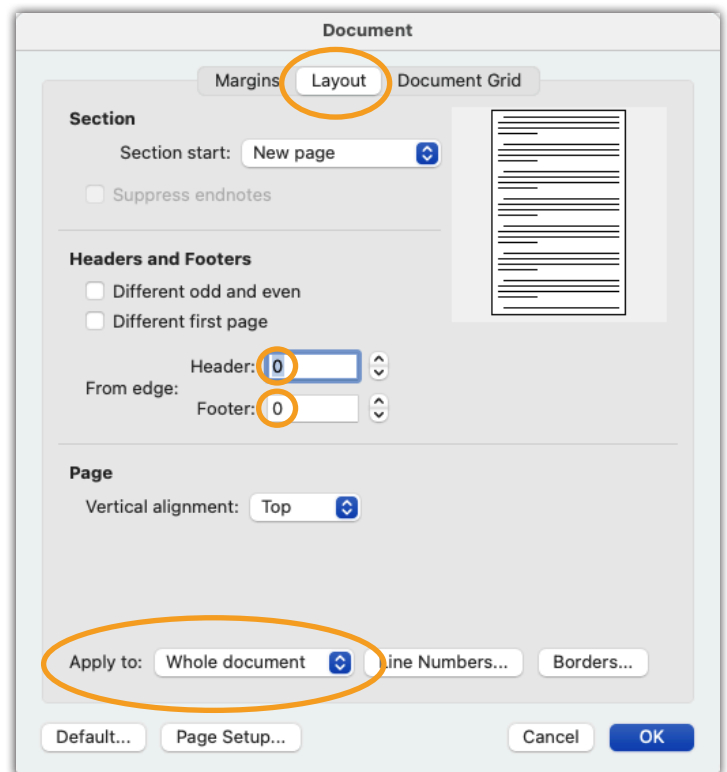 Document
Margins Layout Document Grid
Section
Section start: New page
Suppress endnotes
Headers and Footers
Different odd and even
Different first page
Header: 0
From edge:
Footer: 0
Page
Vertical alignment: Top
Apply to: Whole document Line Numbers... Borders...
Default... Page Setup... Cancel OK